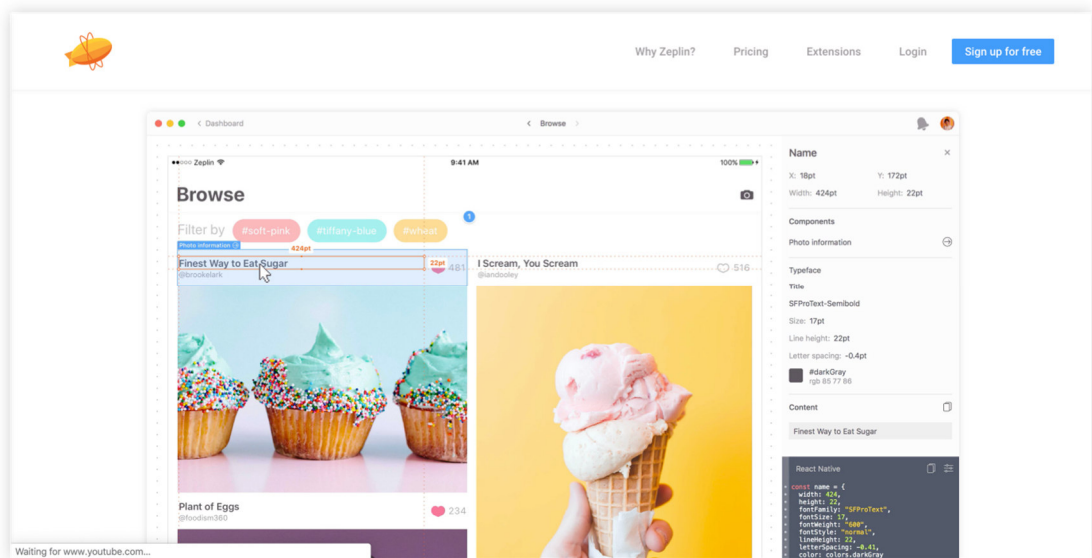 Why Zeplin? Pricing Extensions Login Sign up for free
Dashboard
Browse
Zeplin
9:41 AM
100%
Browse
Filter by #soft-pink #tiffany-blue #wheat
1
Photo information
424pt
Finest Way to Eat Sugar
@brookelark
22pt
481
I Scream, You Scream
@iandooley
516
Plant of Eggs
@foodism360
234
Name
X: 18pt Y: 172pt
Width: 424pt Height: 22pt
Components
Photo information
Typeface
Title
SFProText-Semibold
Size: 17pt
Line height: 22pt
Letter spacing: -0.4pt
#darkGray
rgb 85 77 86
Content
Finest Way to Eat Sugar
React Native
const name = {
width: 424,
height: 22,
fontFamily: "SFProText",
fontSize: 17,
fontWeight: "600",
fontStyle: "normal",
lineHeight: 22,
letterSpacing: -0.41,
color: colors.darkGray
Waiting for www.youtube.com...